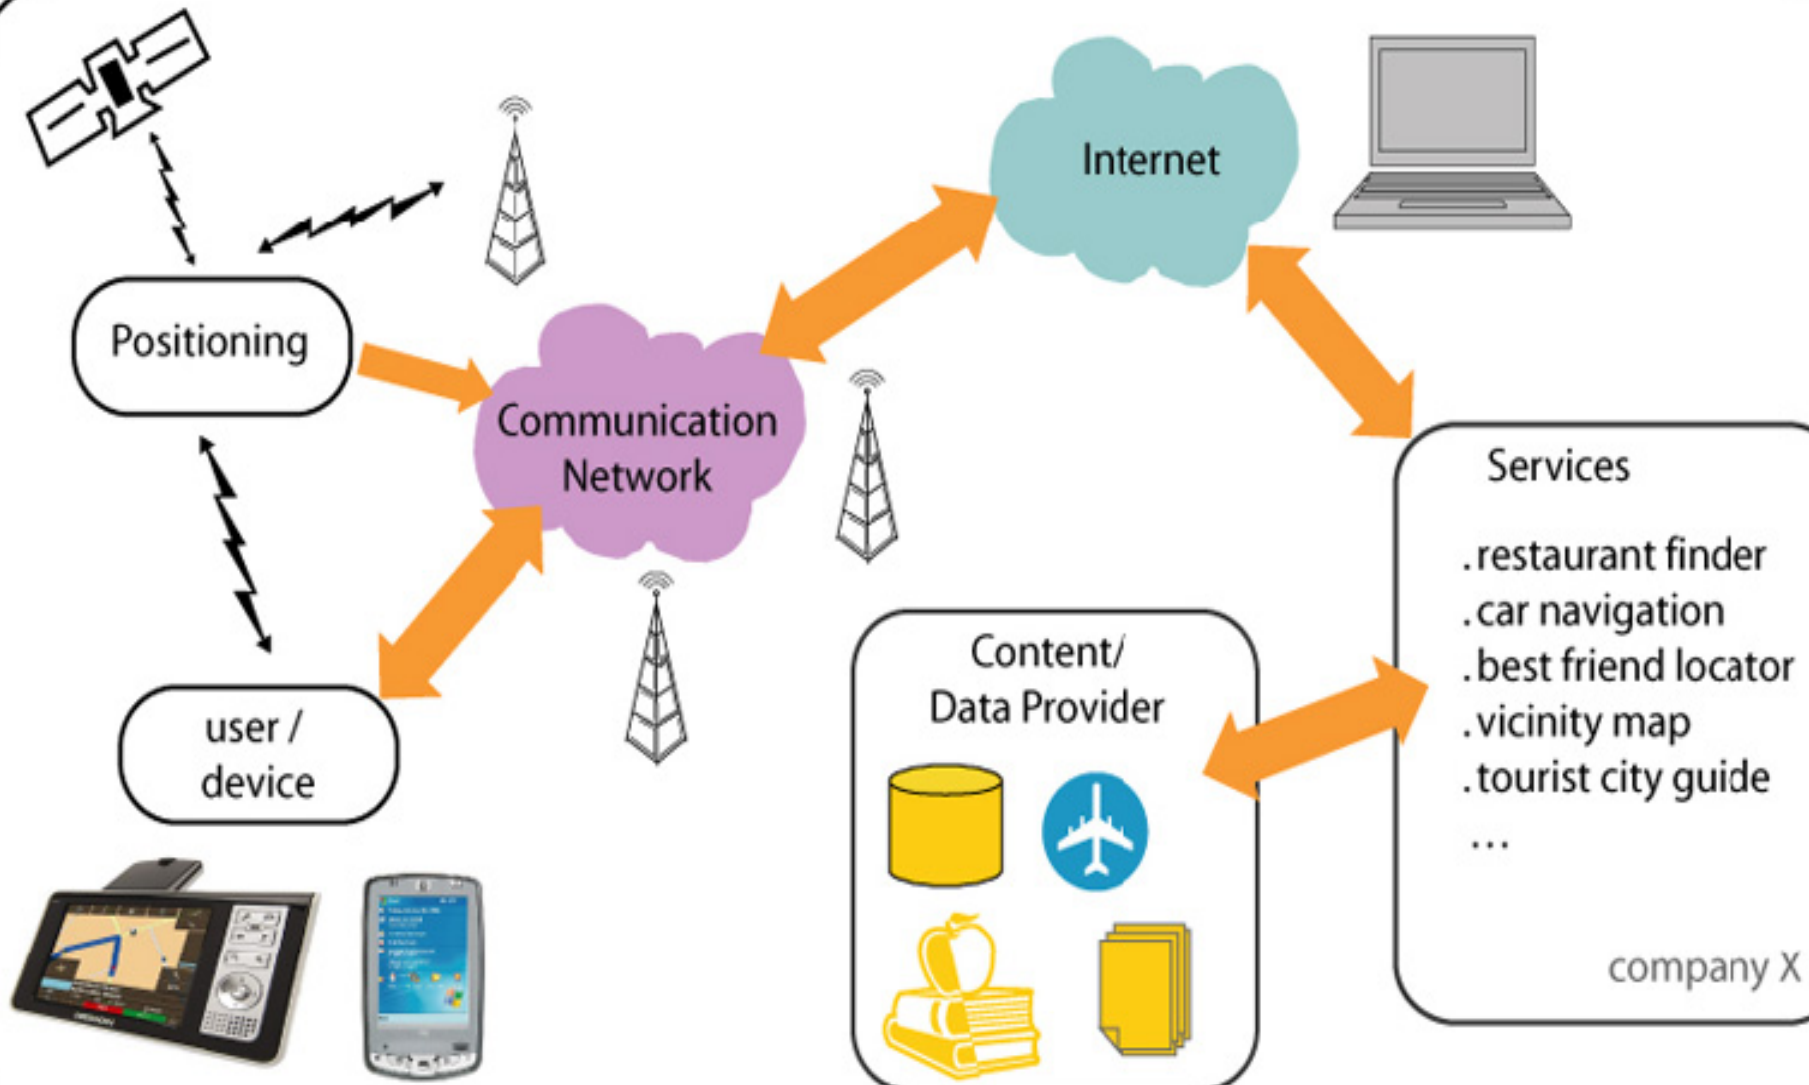 Internet
Positioning
Communication
Network
Services
.restaurant finder
.car navigation
.best friend locator
.vicinity map
.tourist city guide
...
company X
Content/
Data Provider
user /
device